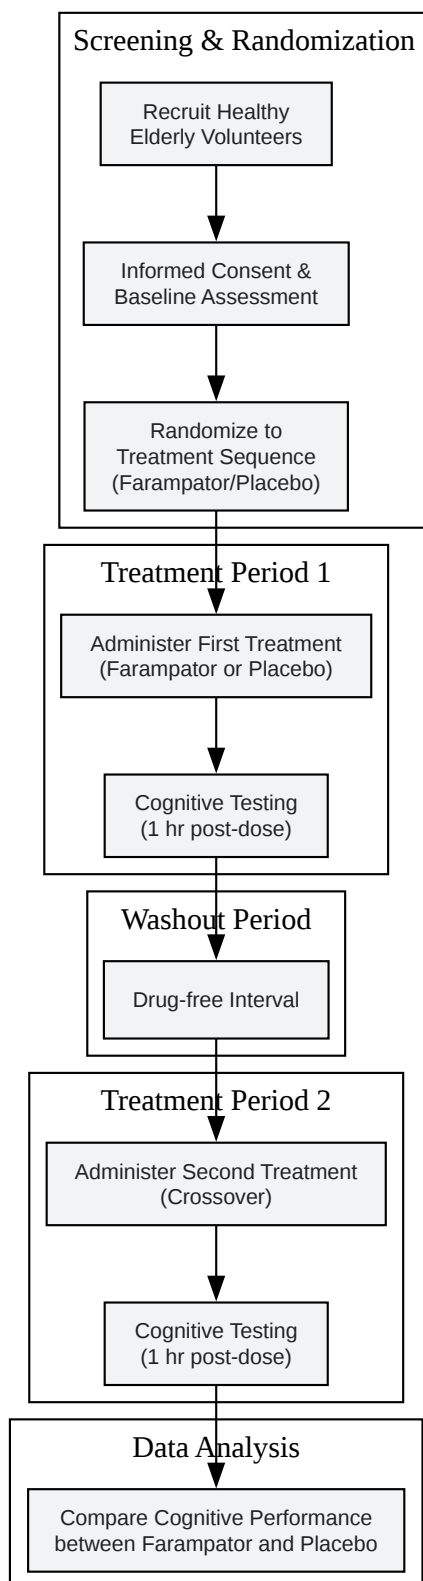 Screening & Randomization
Recruit Healthy
Elderly Volunteers
Informed Consent &
Baseline Assessment
Randomize to
Treatment Sequence
(Farampator/Placebo)
Treatment Period 1
Administer First Treatment
(Farampator or Placebo)
Cognitive Testing
(1 hr post-dose)
Washout Period
Drug-free Interval
Treatment Period 2
Administer Second Treatment
(Crossover)
Cognitive Testing
(1 hr post-dose)
Data Analysis
Compare Cognitive Performance
between Farampator and Placebo